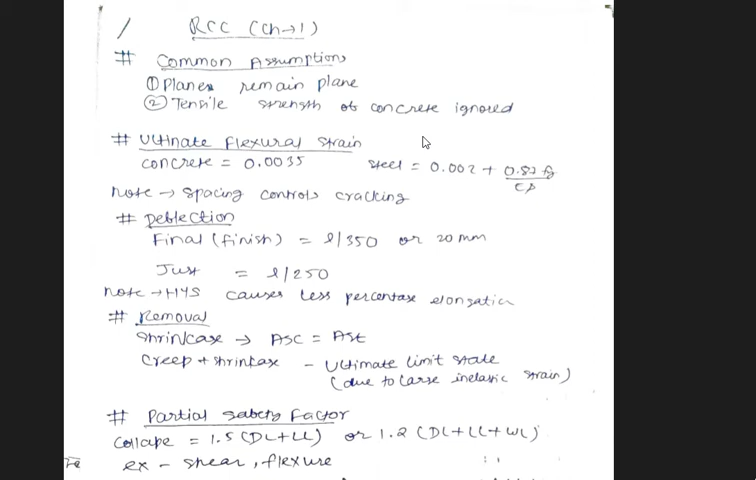 RCC (Ch→1)
# Common Assumption
① Planes remain plane
② Tensile strength of concrete ignored
# Ultimate Flexural Strain
concrete = 0.0035 steel = 0.002 + 0.87 fy / Es
Note → spacing controls cracking
# Deflection
Final (finish) = l/350 or 20 mm
Just = l/250
Note → HYS causes less percentage elongation
# Removal
Shrinkage → Asc = Ast
Creep + shrinkage - Ultimate limit state
(due to large inelastic strain)
# Partial Safety Factor
Collapse = 1.5 (DL+LL) or 1.2 (DL+LL+WL)
ex - shear, flexure